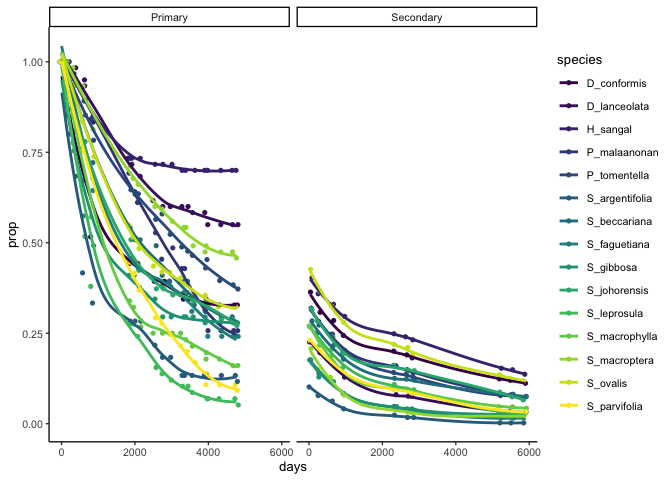 Primary
Secondary
1.00
0.75
0.50
0.25
0.00
prop
0
2000
4000
6000
0
2000
4000
6000
days
species
D_conformis
D_lanceolata
H_sangal
P_malaanonan
P_tomentella
S_argentifolia
S_beccariana
S_faguetiana
S_gibbosa
S_johorensis
S_leprosula
S_macrophylla
S_macroptera
S_ovalis
S_parvifolia